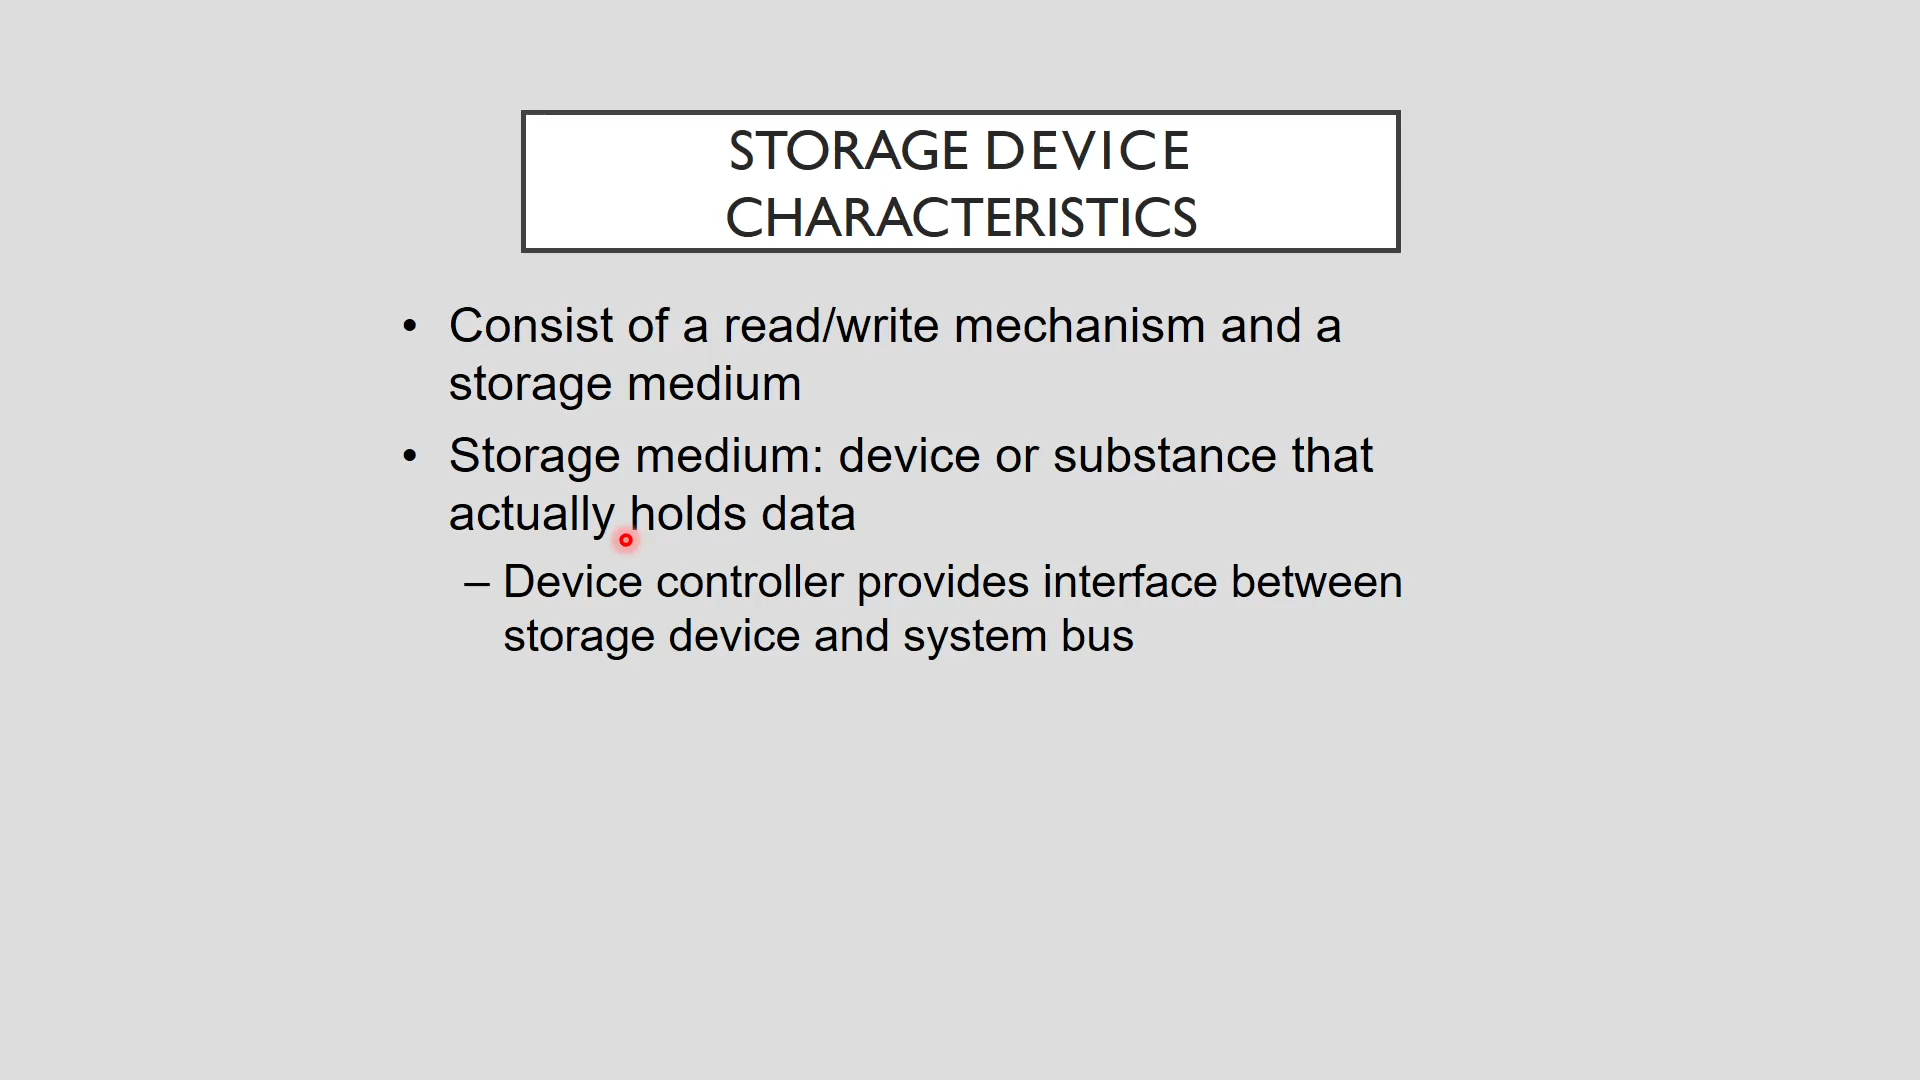 STORAGE DEVICE
CHARACTERISTICS
• Consist of a read/write mechanism and a
storage medium
• Storage medium: device or substance that
actually holds data
– Device controller provides interface between
storage device and system bus